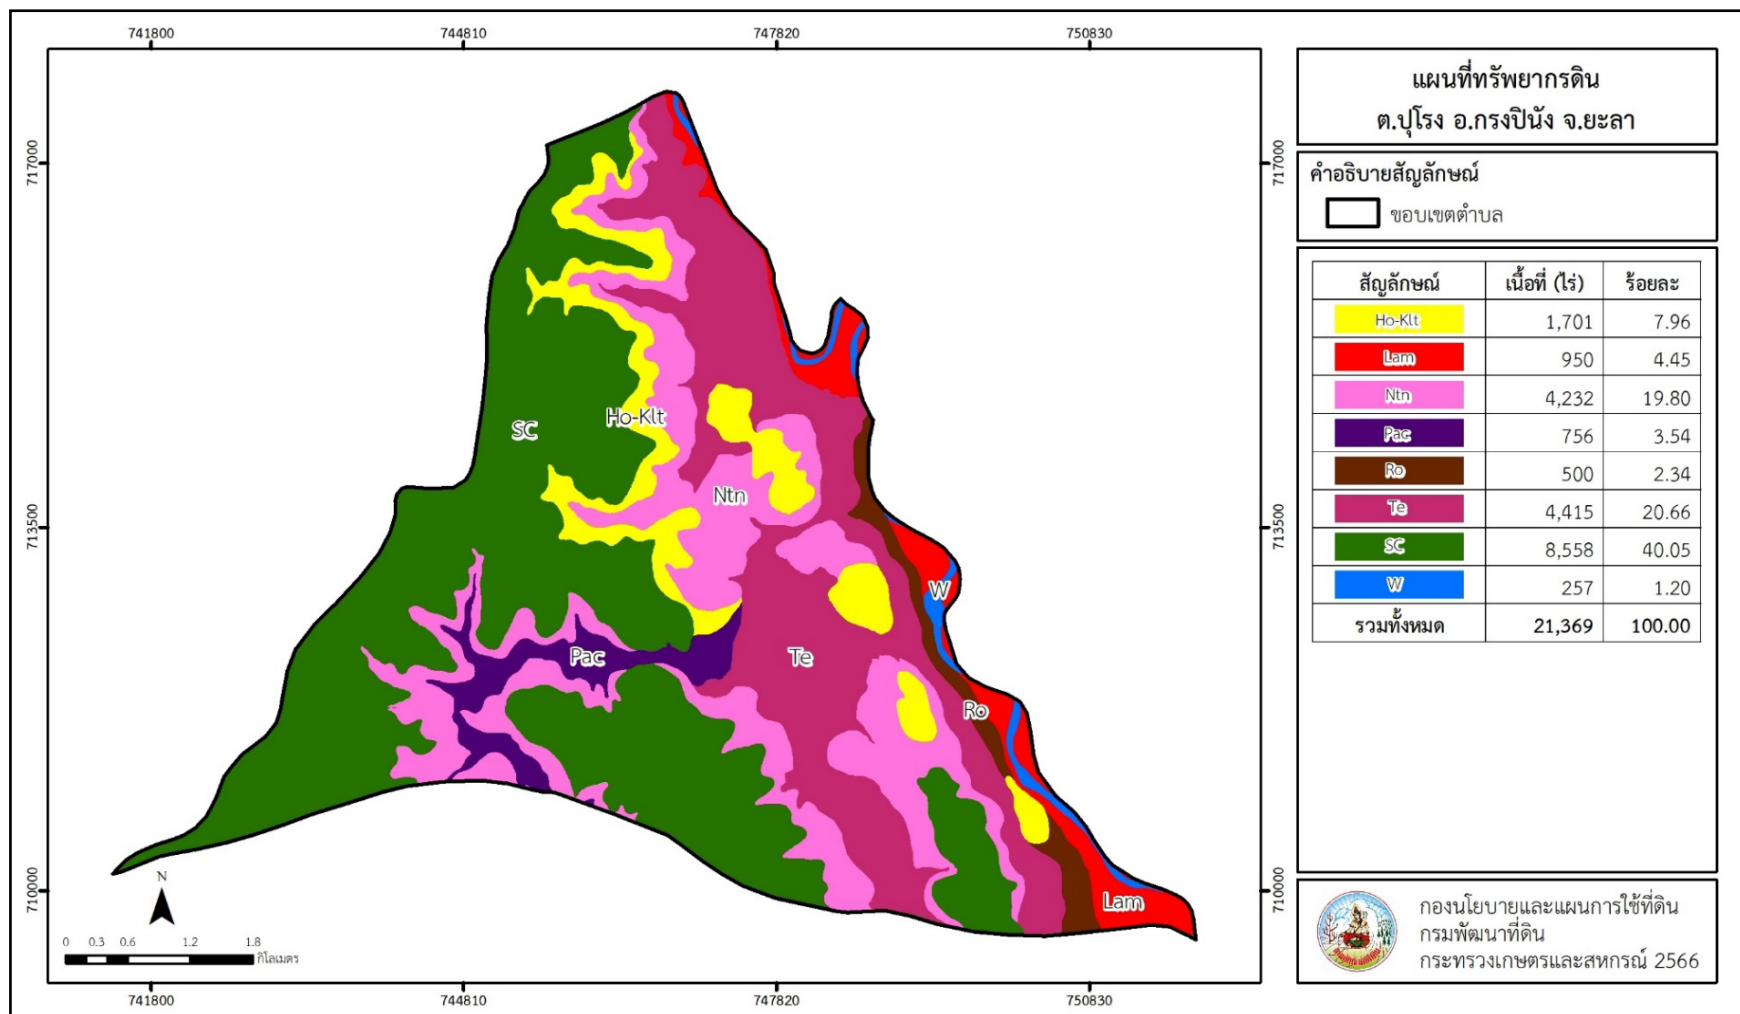 741800 744810 747820 750830
แผนที่ทรัพยากรดิน
ต.ปุโรง อ.กรงปินัง จ.ยะลา
คำอธิบายสัญลักษณ์
ขอบเขตตำบล
สัญลักษณ์ เนื้อที่ (ไร่) ร้อยละ
Ho-Klt 1,701 7.96
Lam 950 4.45
Ntn 4,232 19.80
Pac 756 3.54
Ro 500 2.34
Te 4,415 20.66
SC 8,558 40.05
W 257 1.20
รวมทั้งหมด 21,369 100.00
717000 717000
Ho-Klt
SC
Ntn
713500 713500
W
Pac
Te
Ro
710000 710000
Lam
N
0 0.3 0.6 1.2 1.8
กิโลเมตร
741800 744810 747820 750830
กองนโยบายและแผนการใช้ที่ดิน
กรมพัฒนาที่ดิน
กระทรวงเกษตรและสหกรณ์ 2566